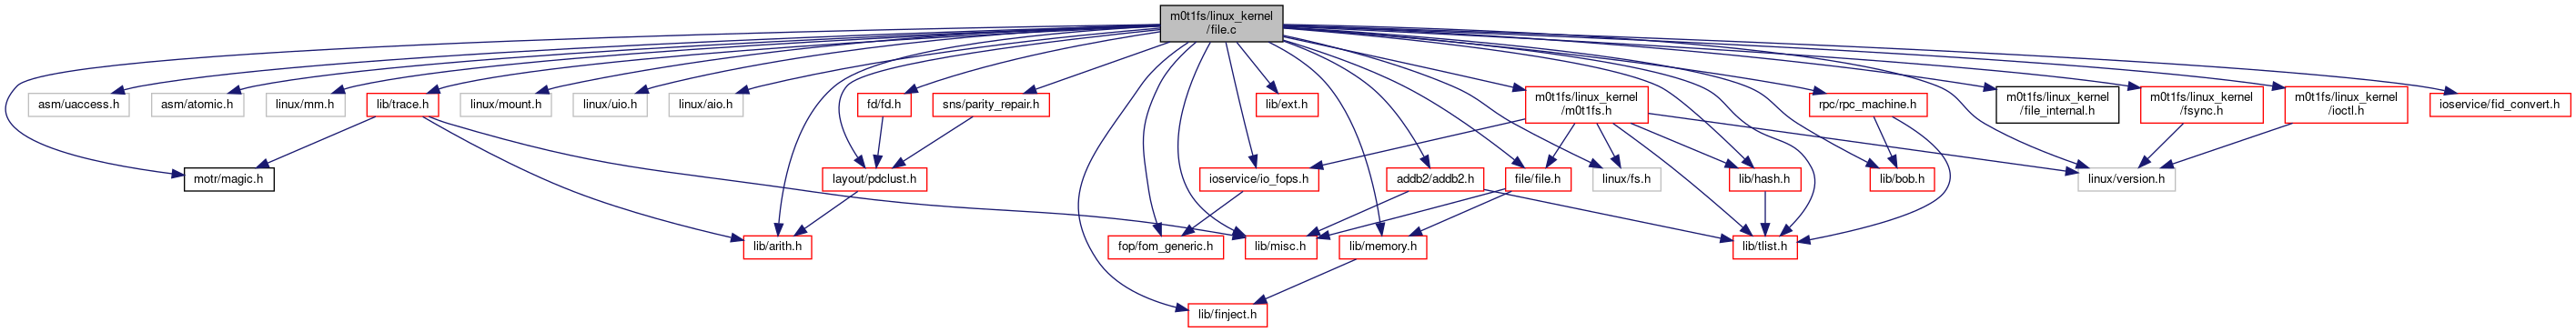 m0t1fs/linux_kernel
/file.c
asm/uaccess.h
asm/atomic.h
linux/mm.h
lib/trace.h
linux/mount.h
linux/uio.h
linux/aio.h
fd/fd.h
sns/parity_repair.h
lib/ext.h
m0t1fs/linux_kernel
/m0t1fs.h
rpc/rpc_machine.h
m0t1fs/linux_kernel
/file_internal.h
m0t1fs/linux_kernel
/fsync.h
m0t1fs/linux_kernel
/ioctl.h
ioservice/fid_convert.h
motr/magic.h
layout/pdclust.h
ioservice/io_fops.h
addb2/addb2.h
file/file.h
linux/fs.h
lib/hash.h
lib/bob.h
linux/version.h
lib/arith.h
fop/fom_generic.h
lib/misc.h
lib/memory.h
lib/tlist.h
lib/finject.h